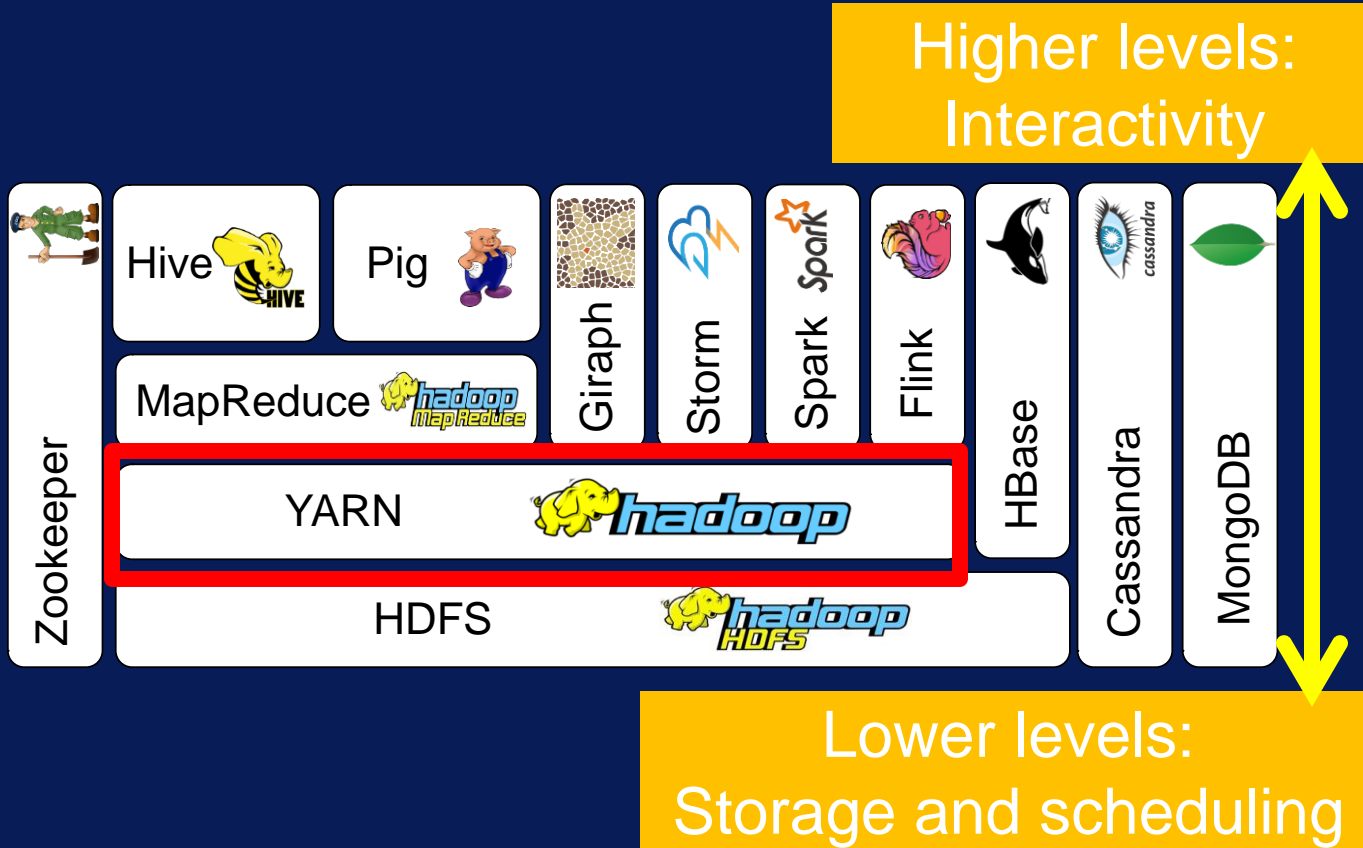 Higher levels:
Interactivity
Zookeeper
Hive
HIVE
Pig
MapReduce
hadoop
Map Reduce
Giraph
Storm
Spark
Spark
Flink
HBase
cassandra
Cassandra
MongoDB
YARN
hadoop
HDFS
hadoop
HDFS
Lower levels:
Storage and scheduling